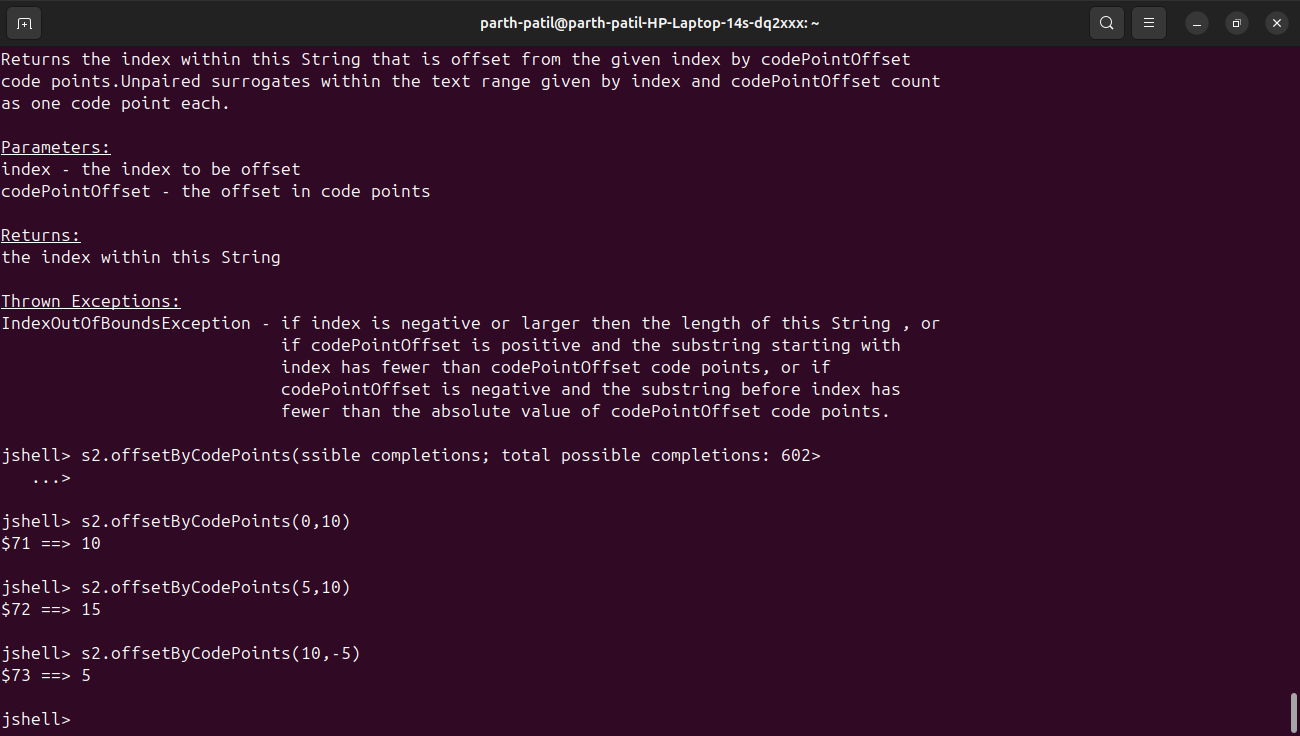 parth-patil@parth-patil-HP-Laptop-14s-dq2xxx: ~
Returns the index within this String that is offset from the given index by codePointOffset
code points.Unpaired surrogates within the text range given by index and codePointOffset count
as one code point each.
Parameters:
index - the index to be offset
codePointOffset - the offset in code points
Returns:
the index within this String
Thrown Exceptions:
IndexOutOfBoundsException - if index is negative or larger then the length of this String , or
if codePointOffset is positive and the substring starting with
index has fewer than codePointOffset code points, or if
codePointOffset is negative and the substring before index has
fewer than the absolute value of codePointOffset code points.
jshell> s2.offsetByCodePoints(ssible completions; total possible completions: 602>
...>
jshell> s2.offsetByCodePoints(0,10)
$71 ==> 10
jshell> s2.offsetByCodePoints(5,10)
$72 ==> 15
jshell> s2.offsetByCodePoints(10,-5)
$73 ==> 5
jshell>